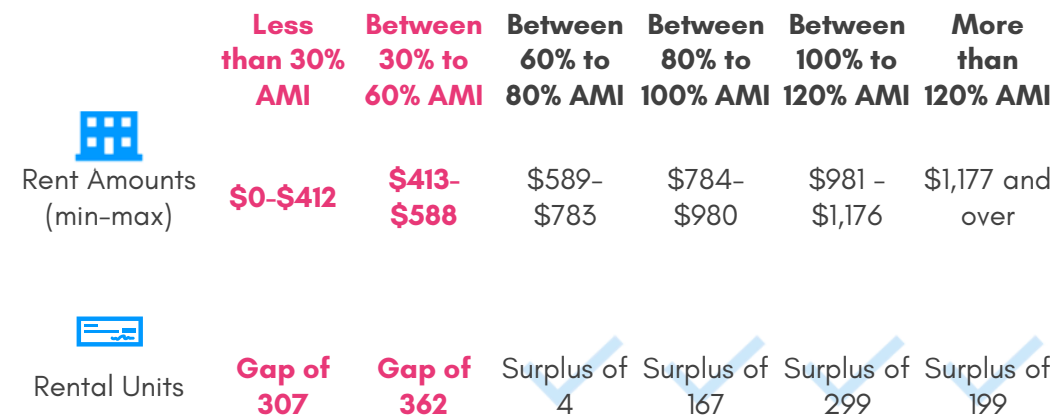 Less than 30% AMI
Between 30% to 60% AMI
Between 60% to 80% AMI
Between 80% to 100% AMI
Between 100% to 120% AMI
More than 120% AMI
Rent Amounts (min-max)
$0-$412
$413-$588
$589-$783
$784-$980
$981 - $1,176
$1,177 and over
Rental Units
Gap of 307
Gap of 362
Surplus of 4
Surplus of 167
Surplus of 299
Surplus of 199